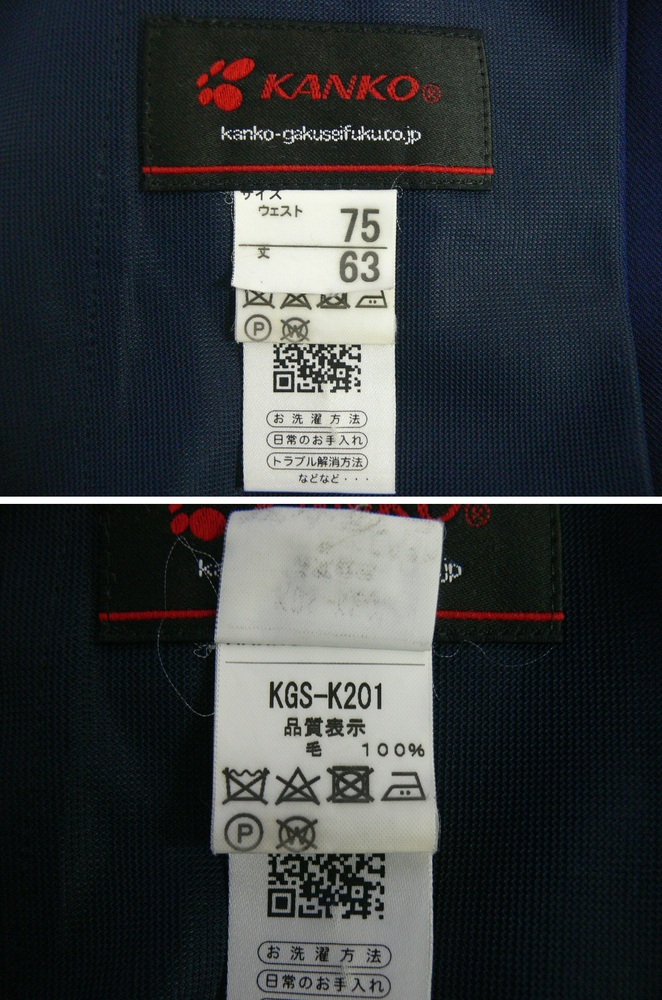 KANKO®
kanko-gakuseifuku.co.jp
サイズ
ウェスト 75
丈 63
P W
お洗濯方法
日常のお手入れ
トラブル解消方法
などなど・・・
KGS-K201
品質表示
毛 100%
P W
お洗濯方法
日常のお手入れ